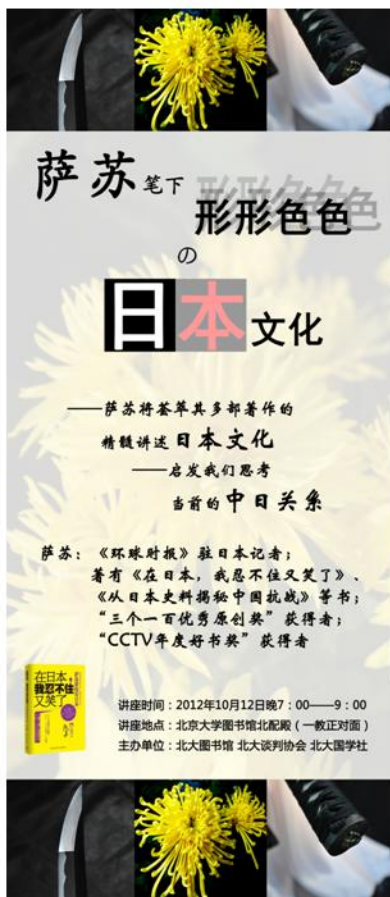 萨苏笔下
形形色色
の
日本文化
——萨苏将荟萃其多部著作的
精髓讲述日本文化
——启发我们思考
当前的中日关系
萨苏：《环球时报》驻日本记者；
著有《在日本，我忍不住又笑了》、
《从日本史料揭秘中国抗战》等书；
“三个一百优秀原创奖”获得者；
“CCTV年度好书奖”获得者
在日本，
我忍不住
又笑了
讲座时间：2012年10月12日晚7：00——9：00
讲座地点：北京大学图书馆北配殿（一教正对面）
主办单位：北大图书馆 北大谈判协会 北大国学社